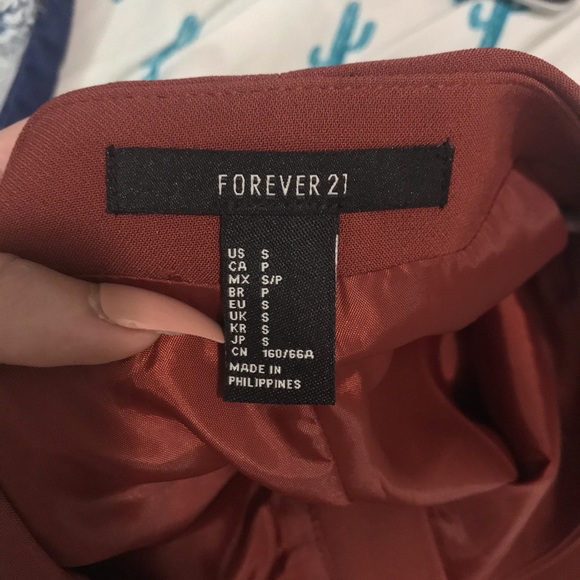 FOREVER 21
US S
CA P
MX S/P
BR P
EU S
UK S
KR S
JP S
CN 160/66A
MADE IN
PHILIPPINES